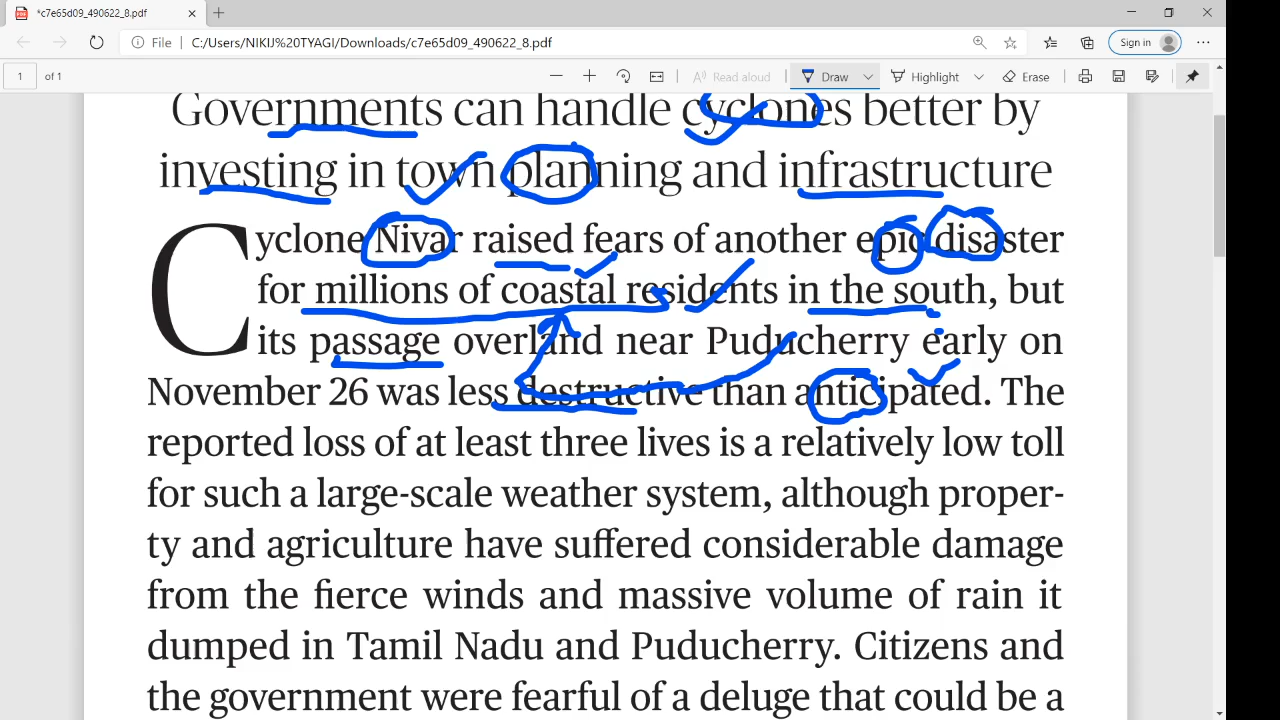 *c7e65d09_490622_8.pdf
File | C:/Users/NIKIJ%20TYAGI/Downloads/c7e65d09_490622_8.pdf
Sign in
1 of 1
Read aloud
Draw
Highlight
Erase
Governments can handle cyclones better by
investing in town planning and infrastructure
Cyclone Nivar raised fears of another epic disaster
for millions of coastal residents in the south, but
its passage overland near Puducherry early on
November 26 was less destructive than anticipated. The
reported loss of at least three lives is a relatively low toll
for such a large-scale weather system, although proper-
ty and agriculture have suffered considerable damage
from the fierce winds and massive volume of rain it
dumped in Tamil Nadu and Puducherry. Citizens and
the government were fearful of a deluge that could be a